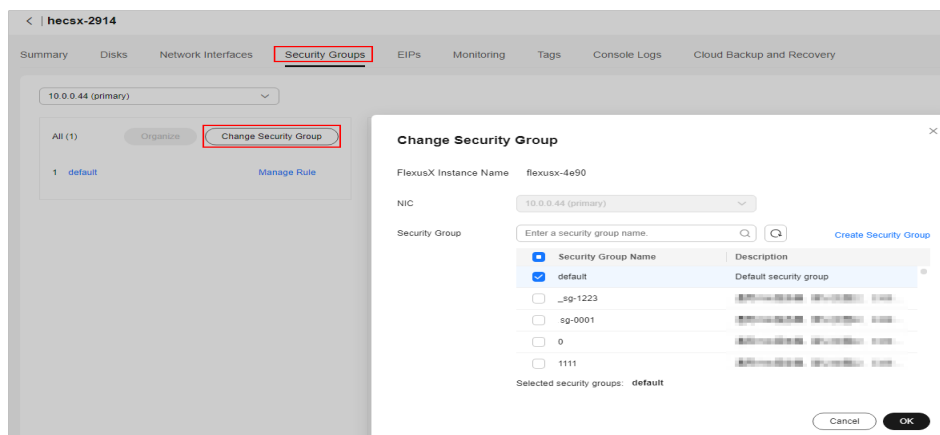 < | hecsx-2914
Summary Disks Network Interfaces Security Groups EIPs Monitoring Tags Console Logs Cloud Backup and Recovery
10.0.0.44 (primary)
All (1) Organize Change Security Group
1 default Manage Rule
Change Security Group
FlexusX Instance Name flexusx-4e90
NIC 10.0.0.44 (primary)
Security Group Enter a security group name. Create Security Group
Security Group Name Description
default Default security group
_sg-1223
sg-0001
0
1111
Selected security groups: default
Cancel OK